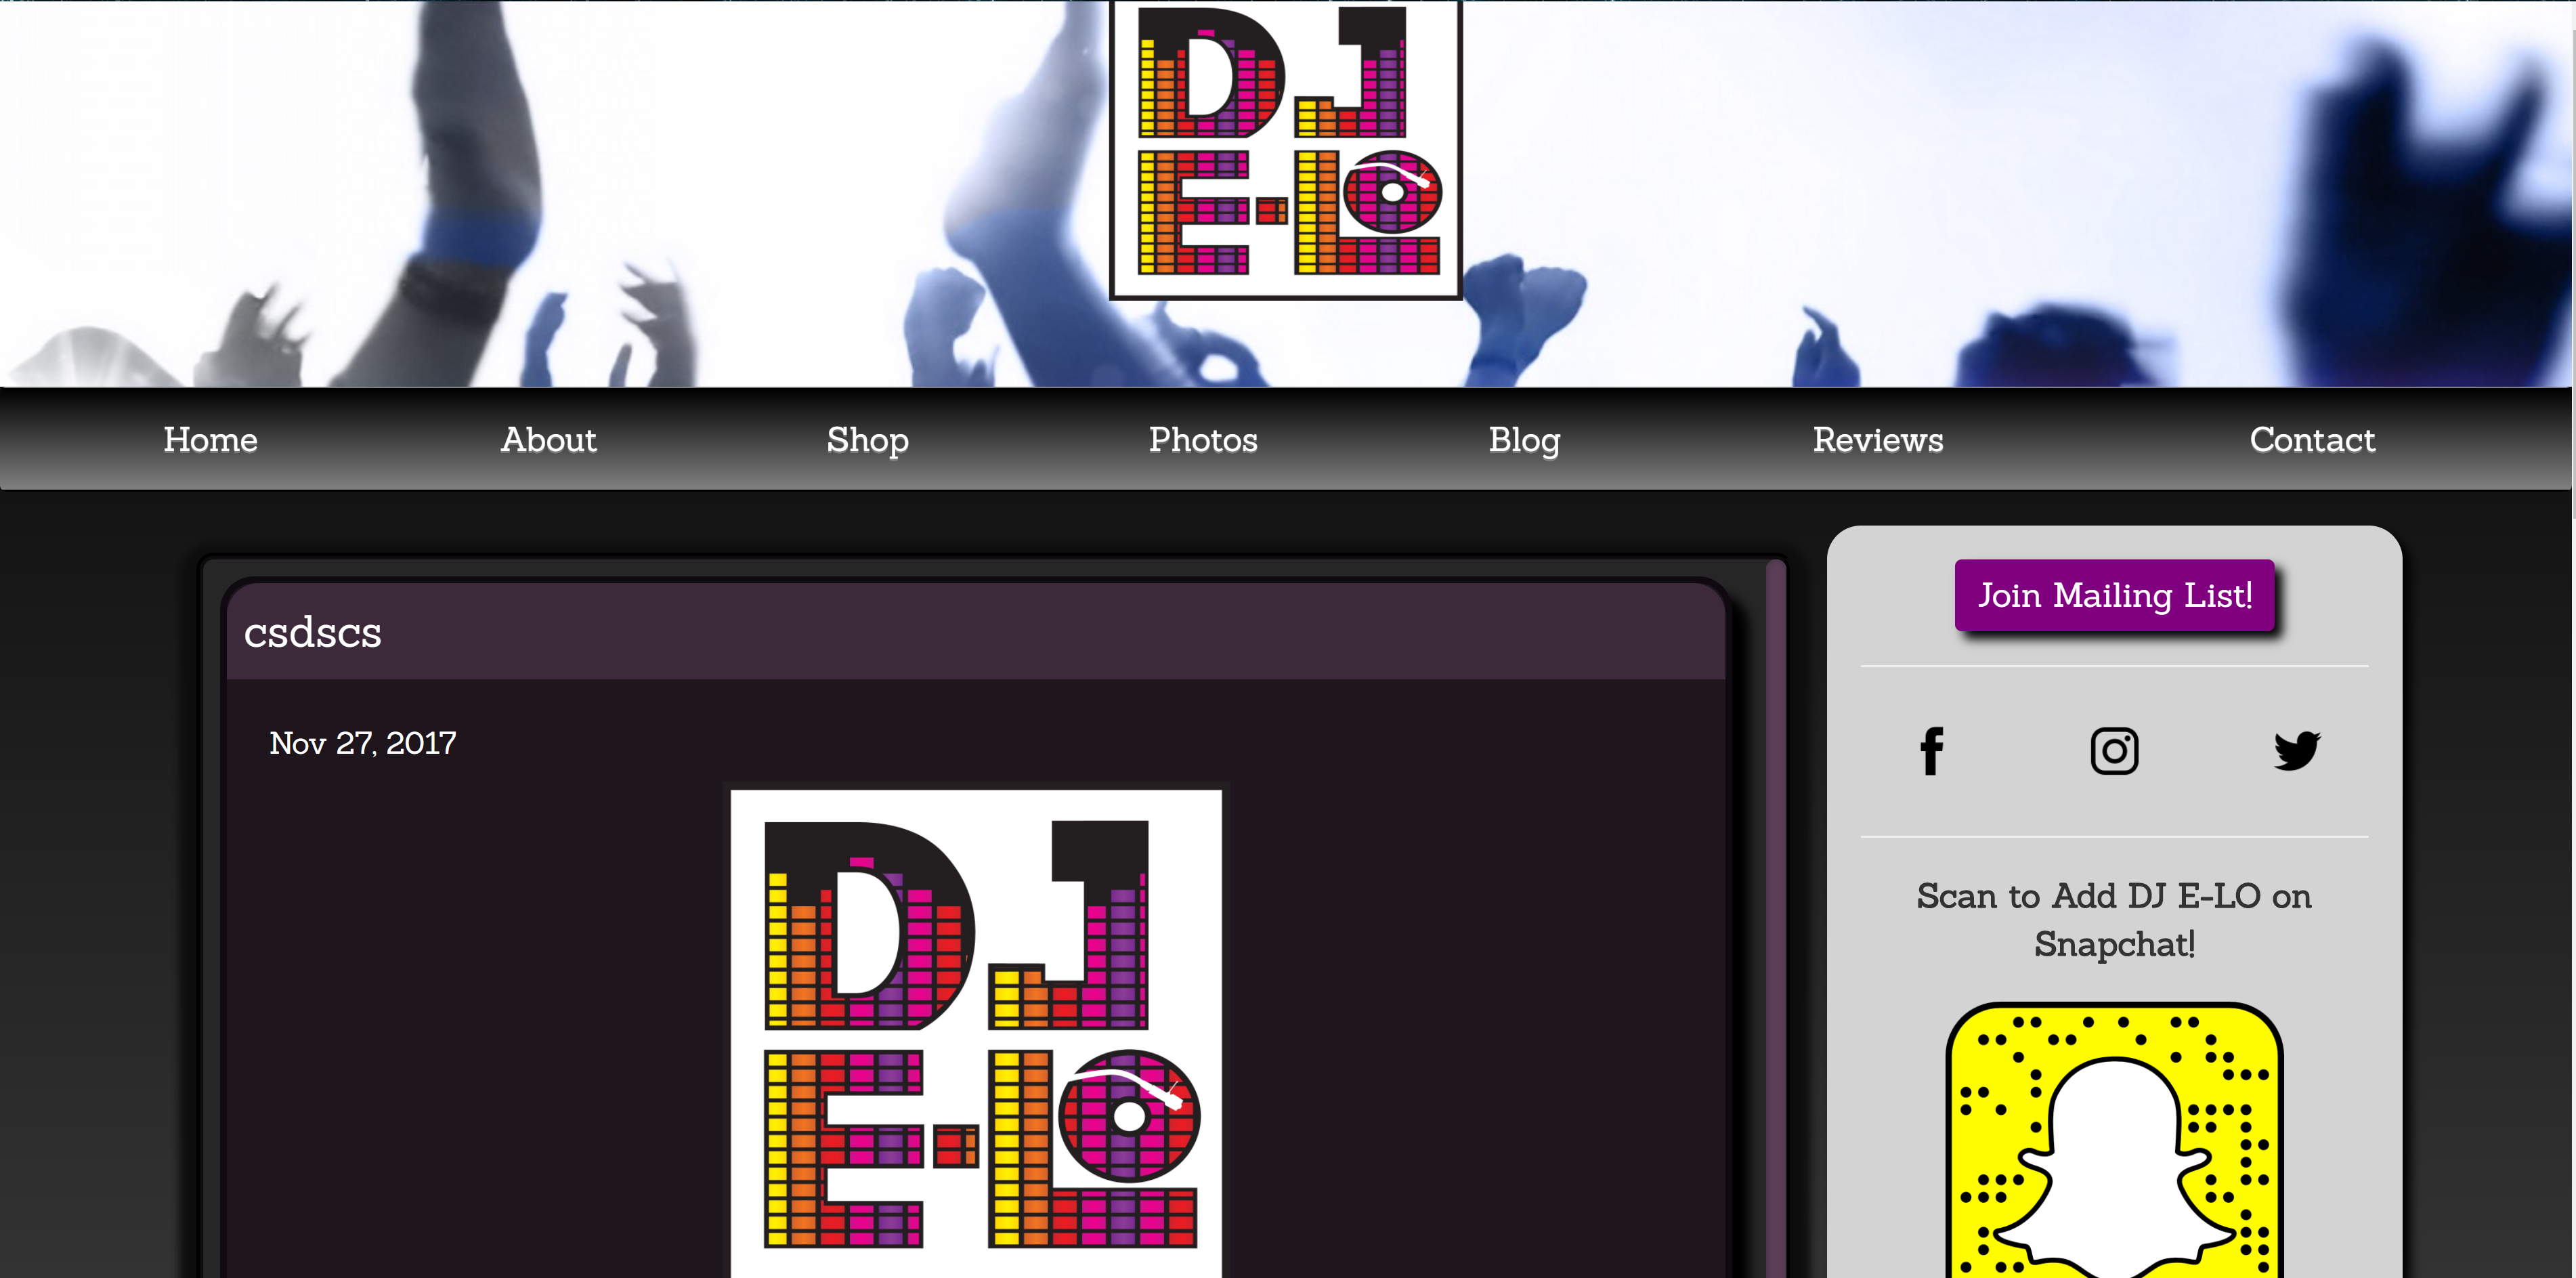 DJ
E-LO
Home About Shop Photos Blog Reviews Contact
csdscs
Nov 27, 2017
DJ
E-LO
Join Mailing List!
Scan to Add DJ E-LO on
Snapchat!